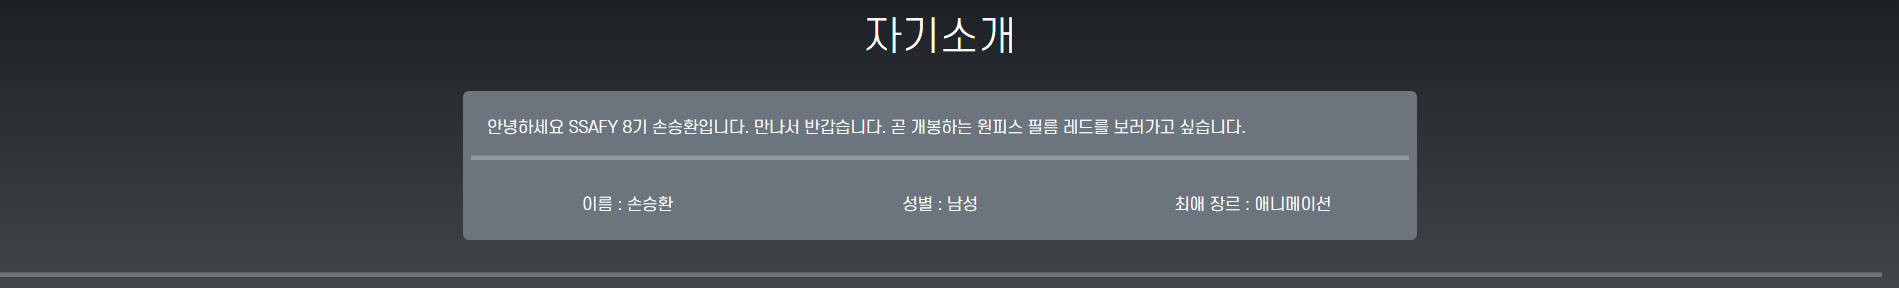 자기소개
안녕하세요 SSAFY 8기 손승환입니다. 만나서 반갑습니다. 곧 개봉하는 원피스 필름 레드를 보러가고 싶습니다.
이름 : 손승환 성별 : 남성 최애 장르 : 애니메이션